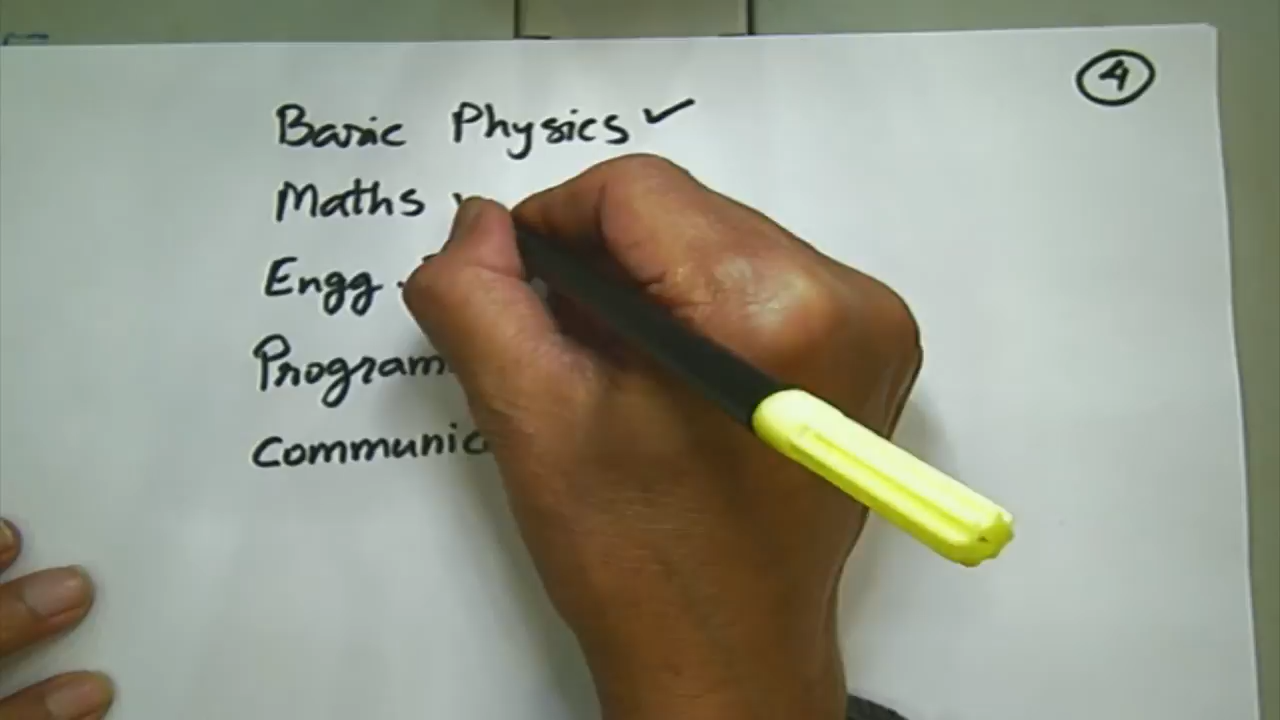 4
Basic Physics ✓
Maths
Engg.
Program
Communic